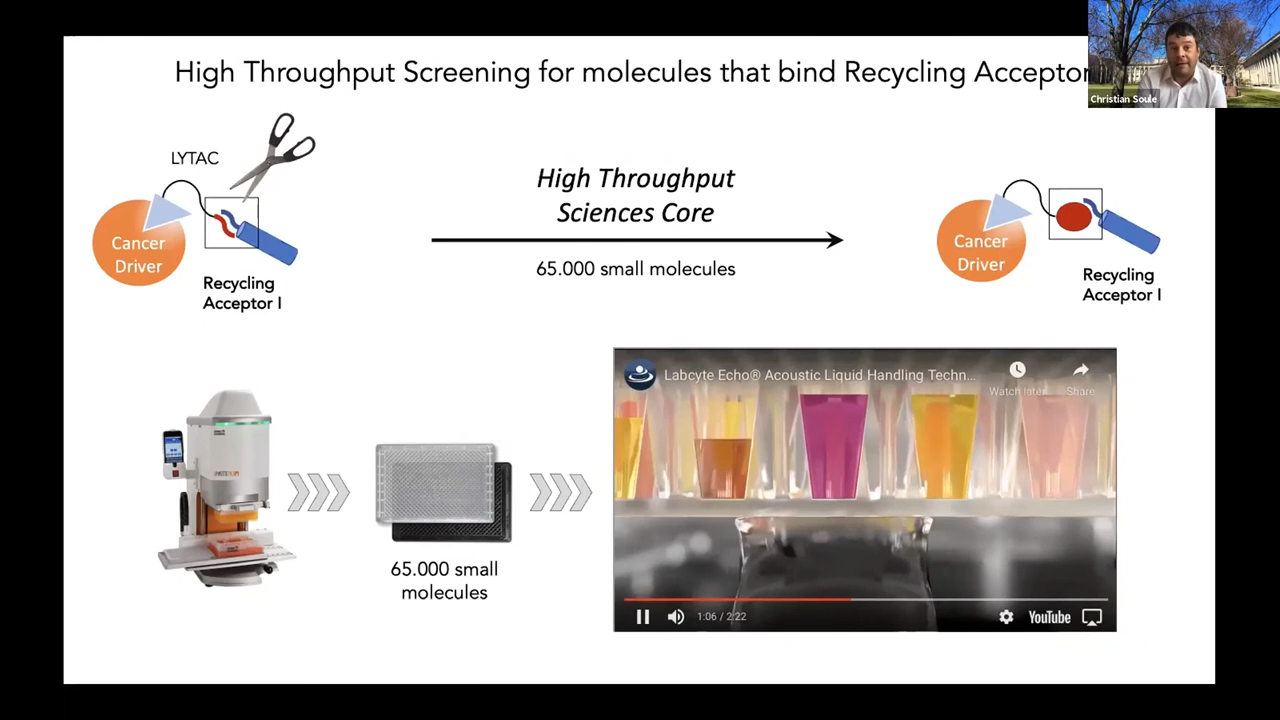 High Throughput Screening for molecules that bind Recycling Acceptor
Christian Soule
LYTAC
Cancer
Driver
Recycling
Acceptor I
High Throughput
Sciences Core
65.000 small molecules
Cancer
Driver
Recycling
Acceptor I
65.000 small
molecules
Labcyte Echo® Acoustic Liquid Handling Techn...
Watch later
Share
1:06 / 2:22
YouTube